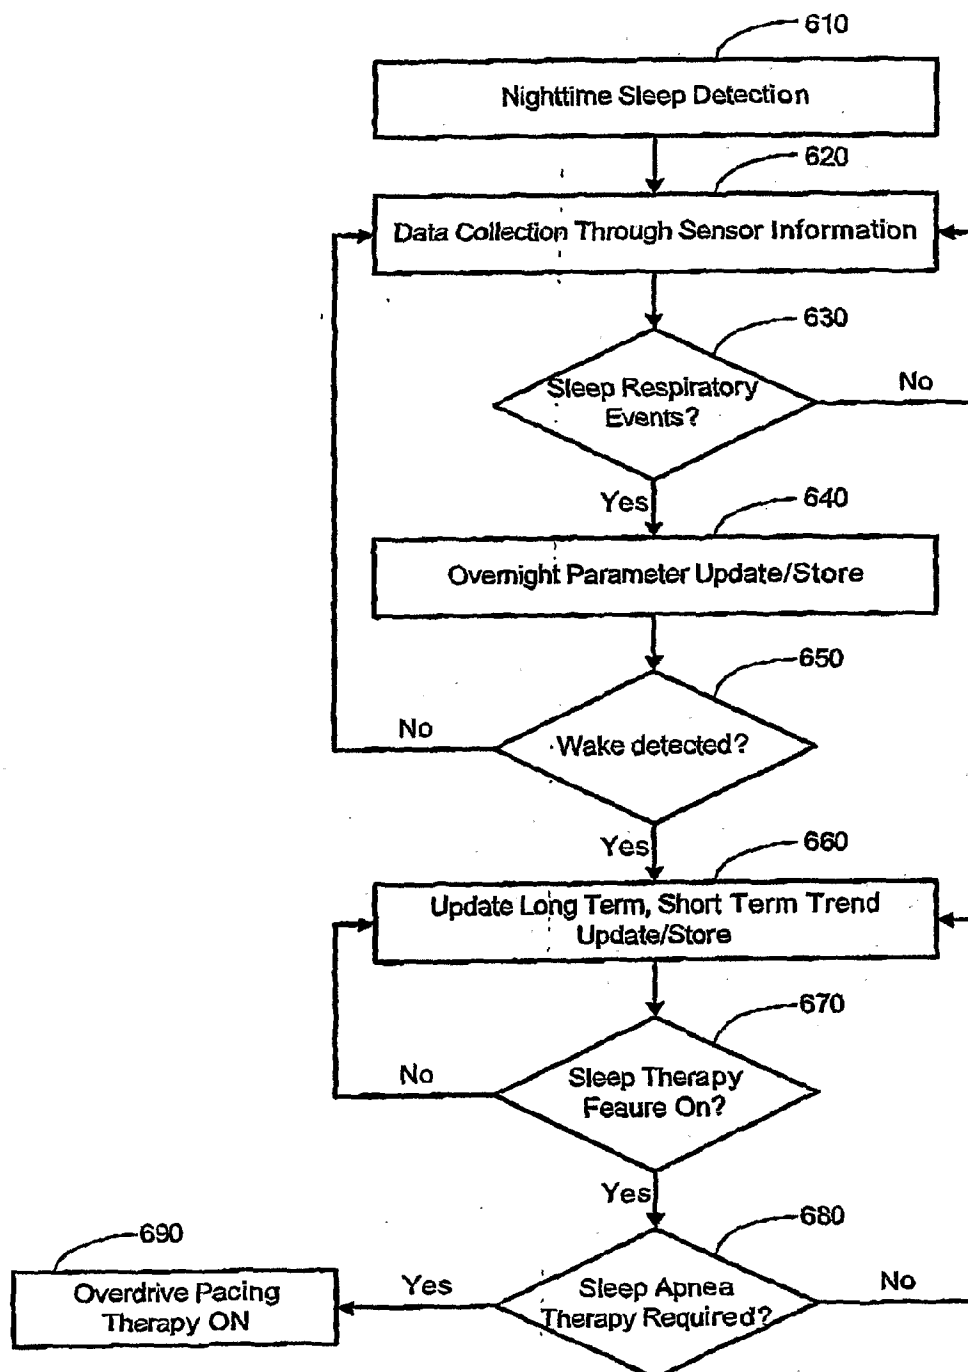 610
Nighttime Sleep Detection
620
Data Collection Through Sensor Information
630
Sleep Respiratory
Events?
No
Yes
640
Overnight Parameter Update/Store
650
Wake detected?
No
Yes
660
Update Long Term, Short Term Trend
Update/Store
670
Sleep Therapy
Feaure On?
No
Yes
680
Sleep Apnea
Therapy Required?
No
Yes
690
Overdrive Pacing
Therapy ON